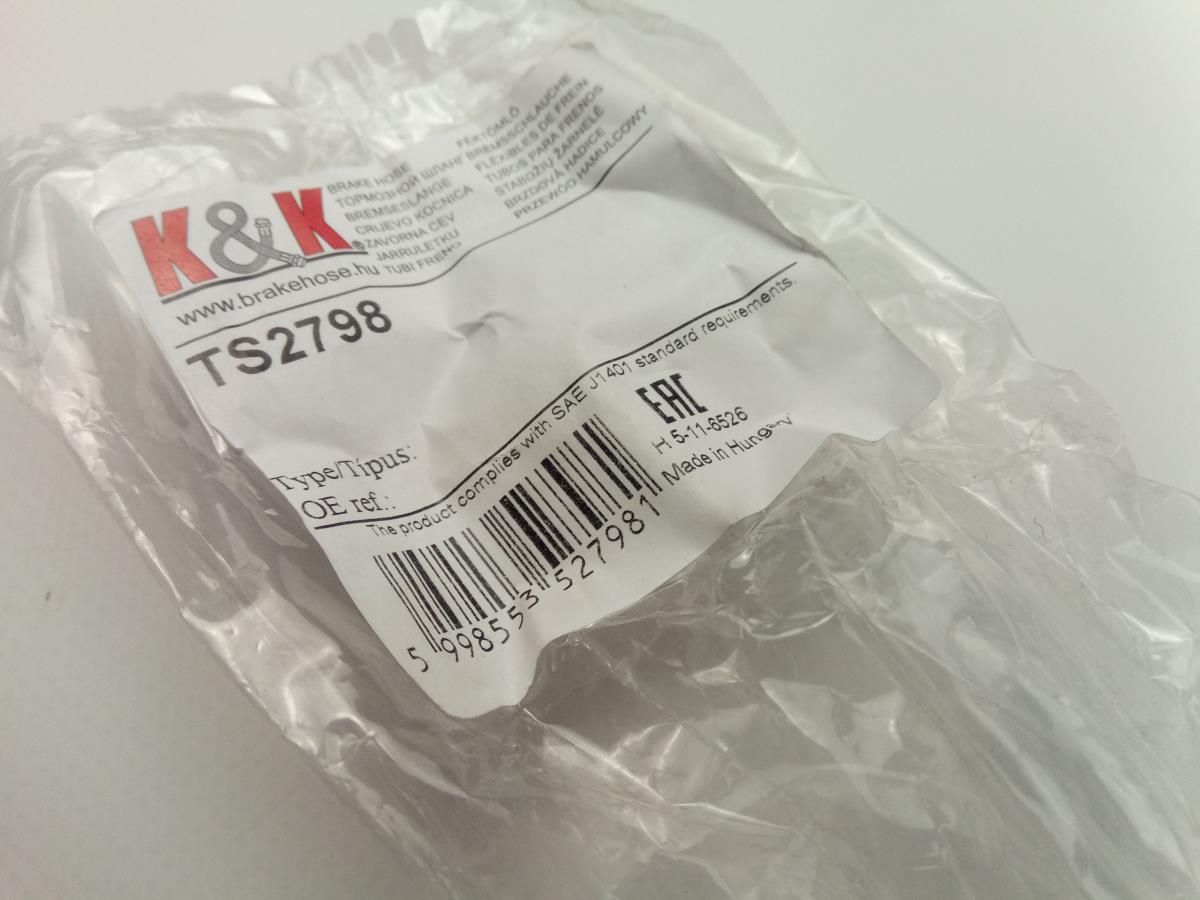 K&K®
www.brakehose.hu
BRAKE HOSE
ТОРМОЗНОЙ ШЛАНГ
BREMSESLANGE
CRIJEVO KOČNICA
ZAVORNA CEV
JARRULETKU
TUBI FRENO
FÉKTÖMLŐ
BREMSSCHLÄUCHE
FLEXIBLES DE FREIN
TUBOS PARA FRENOS
STABDŽIŲ ŽARNELĖ
BRZDOVÁ HADICE
PRZEWÓD HAMULCOWY
TS2798
Type/Típus:
OE ref.:
The product complies with SAE J1401 standard requirements.
EAC
H 5-11-6526
Made in Hungary
5 998553 527981